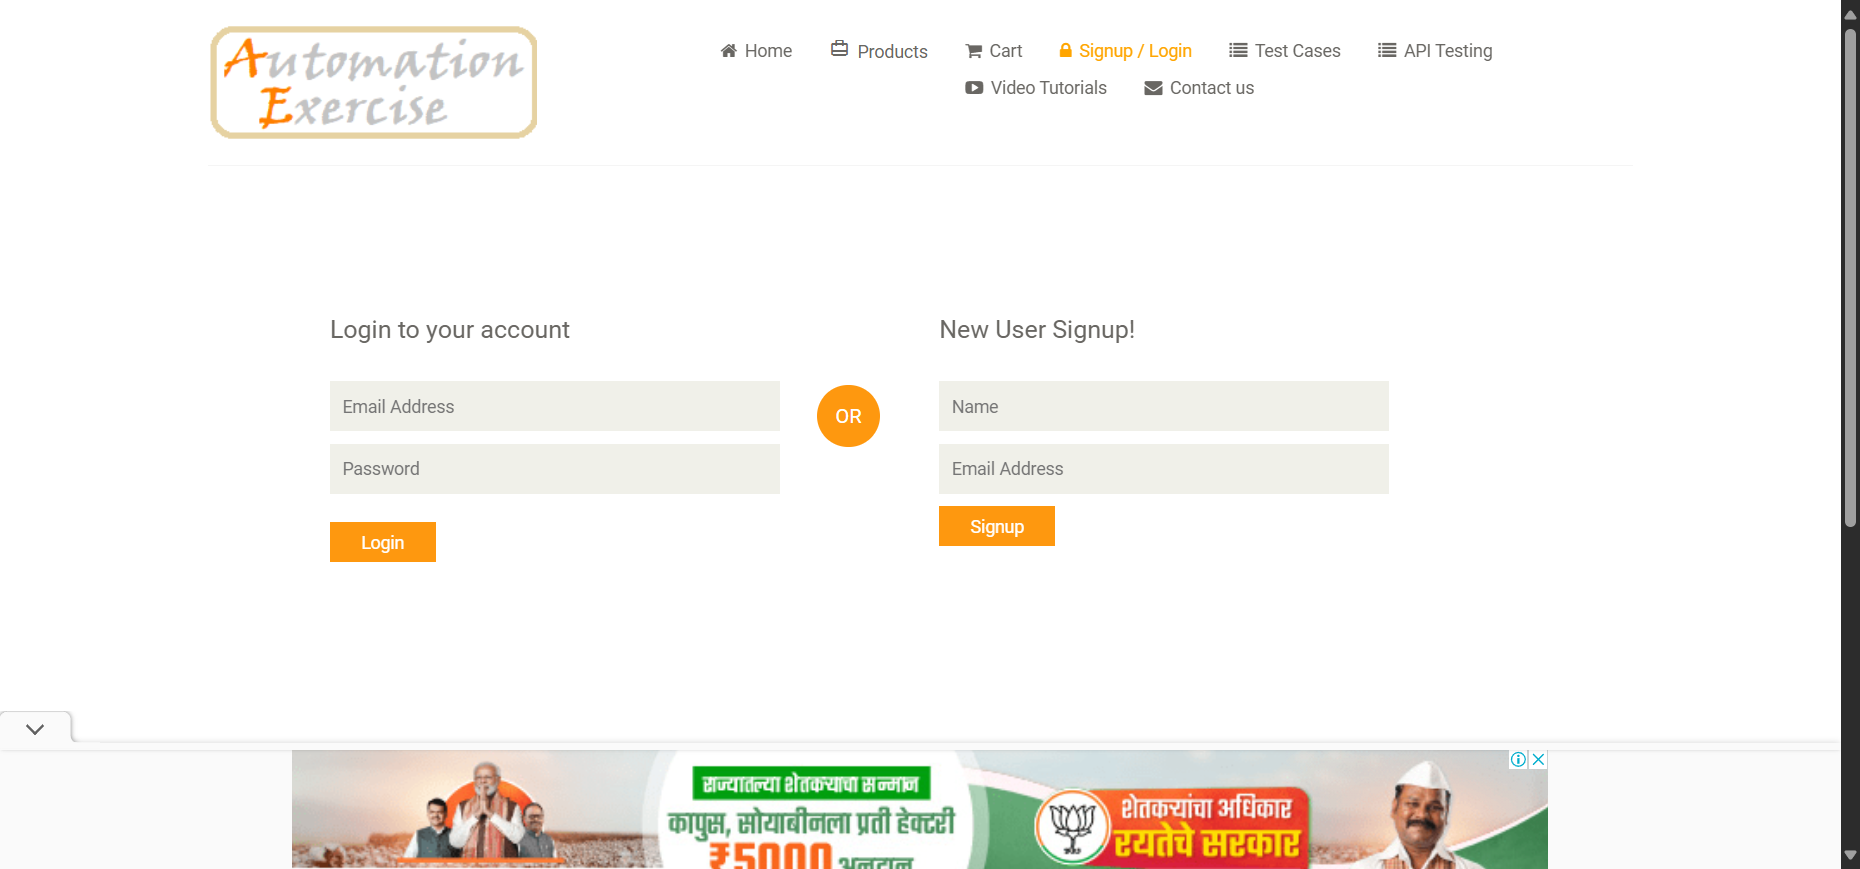 Automation
Exercise
Home
Products
Cart
Signup / Login
Test Cases
API Testing
Video Tutorials
Contact us
Login to your account
Email Address
Password
Login
OR
New User Signup!
Name
Email Address
Signup
राज्यातल्या शेतकऱ्याचा सन्मान
कापुस, सोयाबीनला प्रती हेक्टरी
₹5000 अनुदान
शेतकऱ्यांचा अधिकार
रयतेचे सरकार